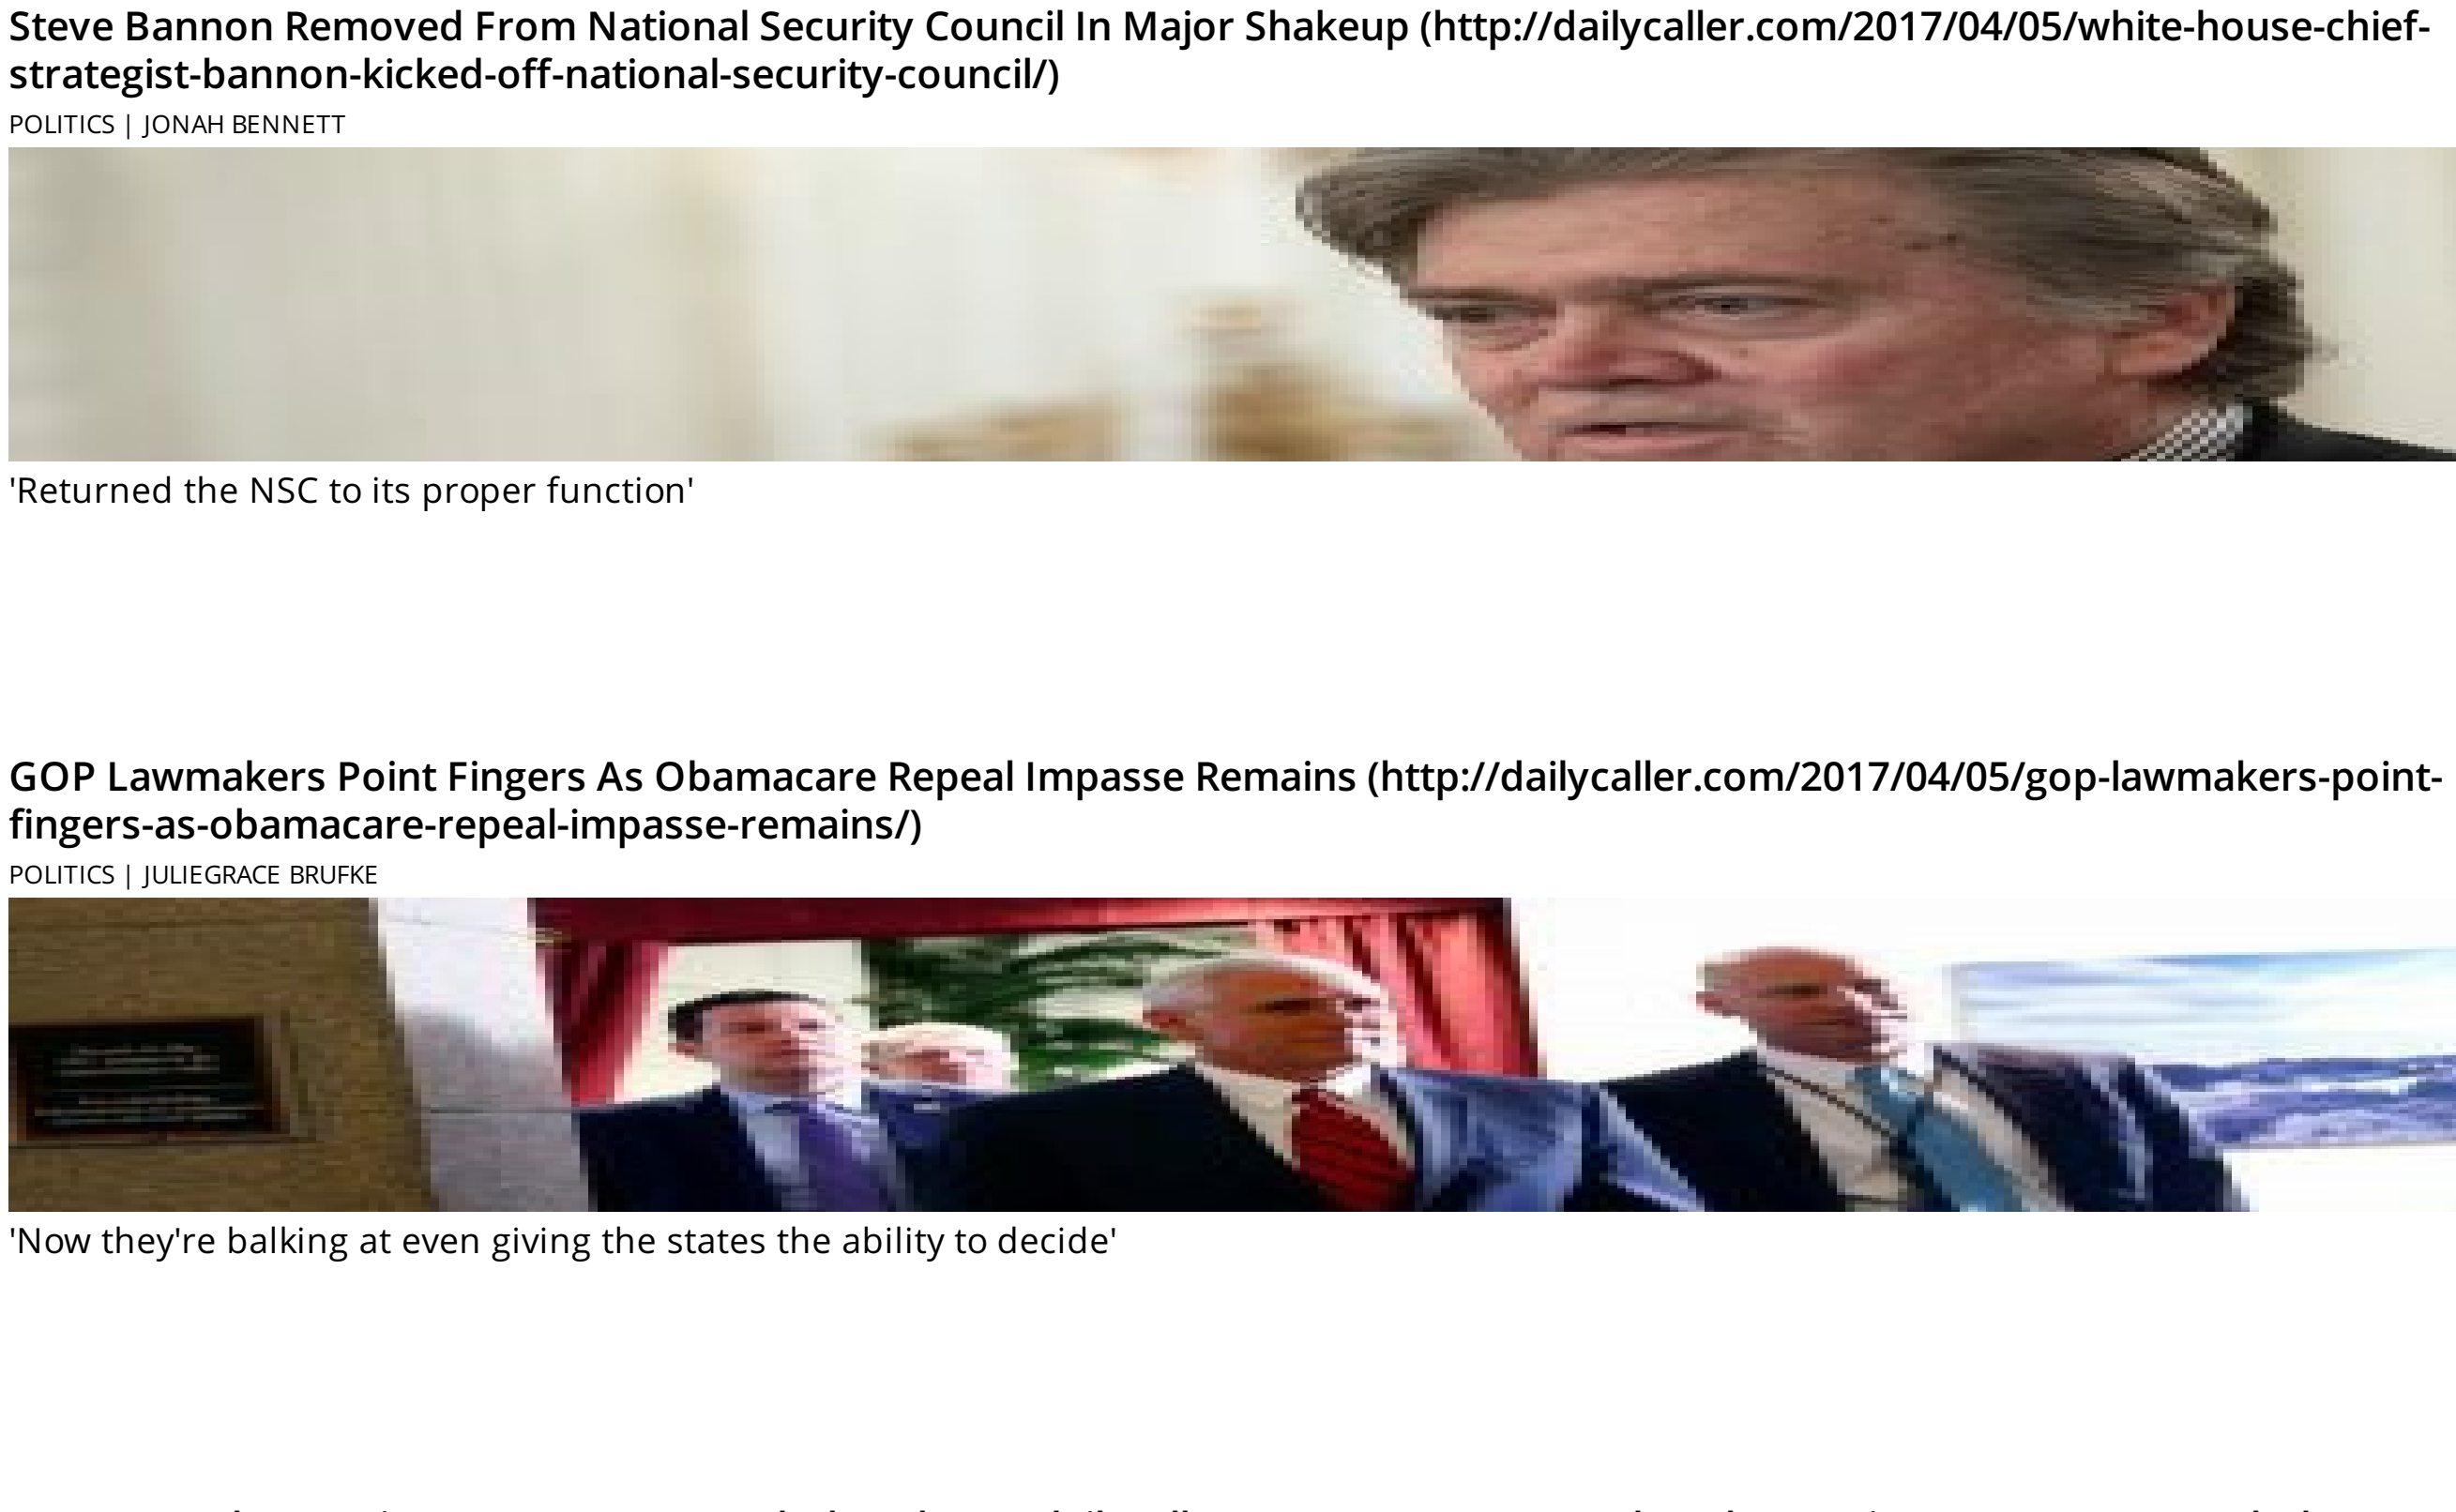 Steve Bannon Removed From National Security Council In Major Shakeup (http://dailycaller.com/2017/04/05/white-house-chief-
strategist-bannon-kicked-off-national-security-council/)
POLITICS | JONAH BENNETT
'Returned the NSC to its proper function'
GOP Lawmakers Point Fingers As Obamacare Repeal Impasse Remains (http://dailycaller.com/2017/04/05/gop-lawmakers-point-
fingers-as-obamacare-repeal-impasse-remains/)
POLITICS | JULIEGRACE BRUFKE
'Now they're balking at even giving the states the ability to decide'